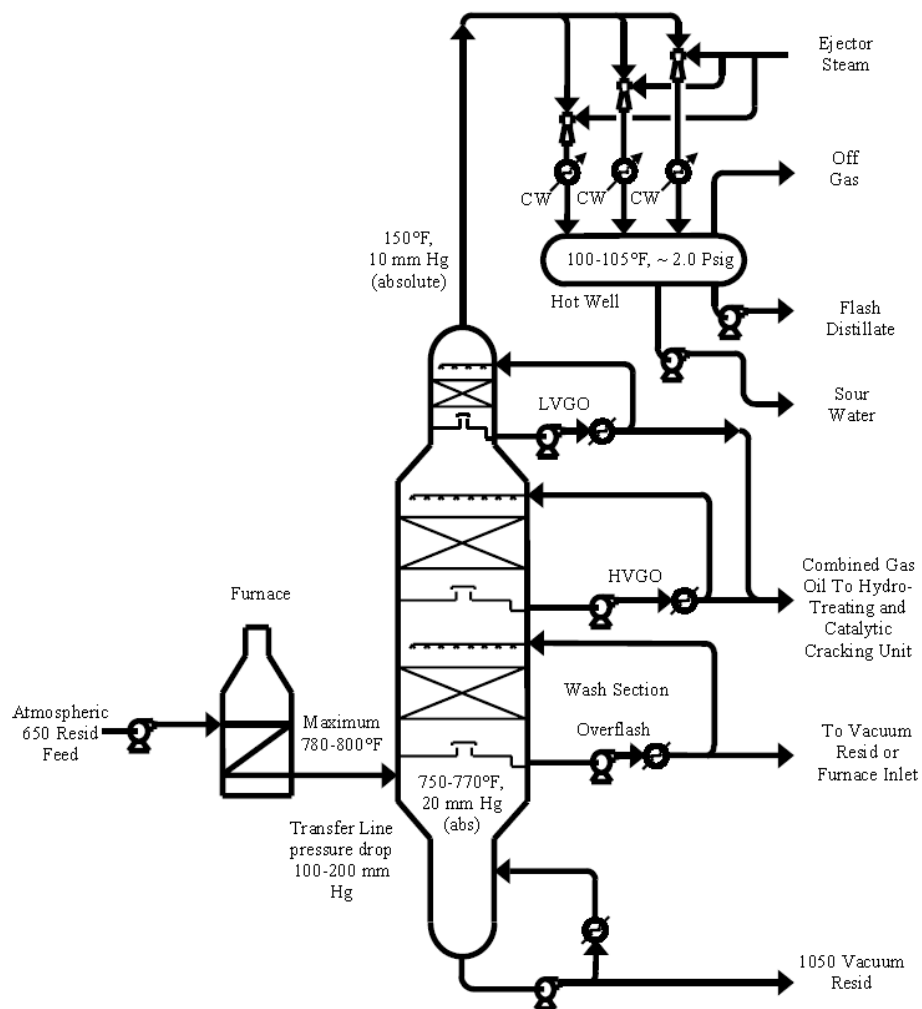 Ejector
Steam
Off
Gas
CW
CW
CW
150°F,
10 mm Hg
(absolute)
100-105°F, ~ 2.0 Psig
Hot Well
Flash
Distillate
Sour
Water
LVGO
HVGO
Combined Gas
Oil To Hydro-
Treating and
Catalytic
Cracking Unit
Furnace
Wash Section
Atmospheric
650 Resid
Feed
Maximum
780-800°F
Overflash
To Vacuum
Resid or
Furnace Inlet
750-770°F,
20 mm Hg
(abs)
Transfer Line
pressure drop
100-200 mm
Hg
1050 Vacuum
Resid